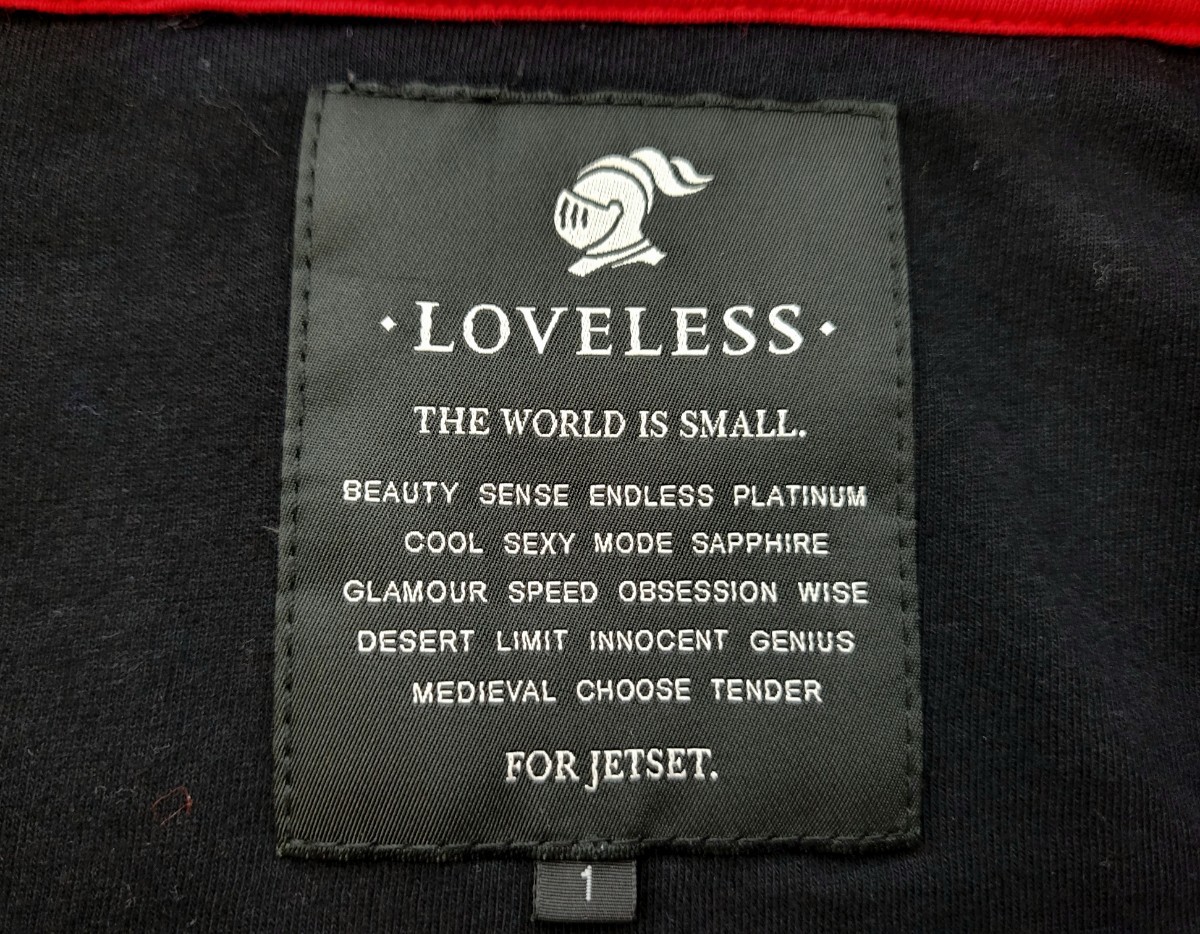 · LOVELESS ·
THE WORLD IS SMALL.
BEAUTY SENSE ENDLESS PLATINUM
COOL SEXY MODE SAPPHIRE
GLAMOUR SPEED OBSESSION WISE
DESERT LIMIT INNOCENT GENIUS
MEDIEVAL CHOOSE TENDER
FOR JETSET.
1